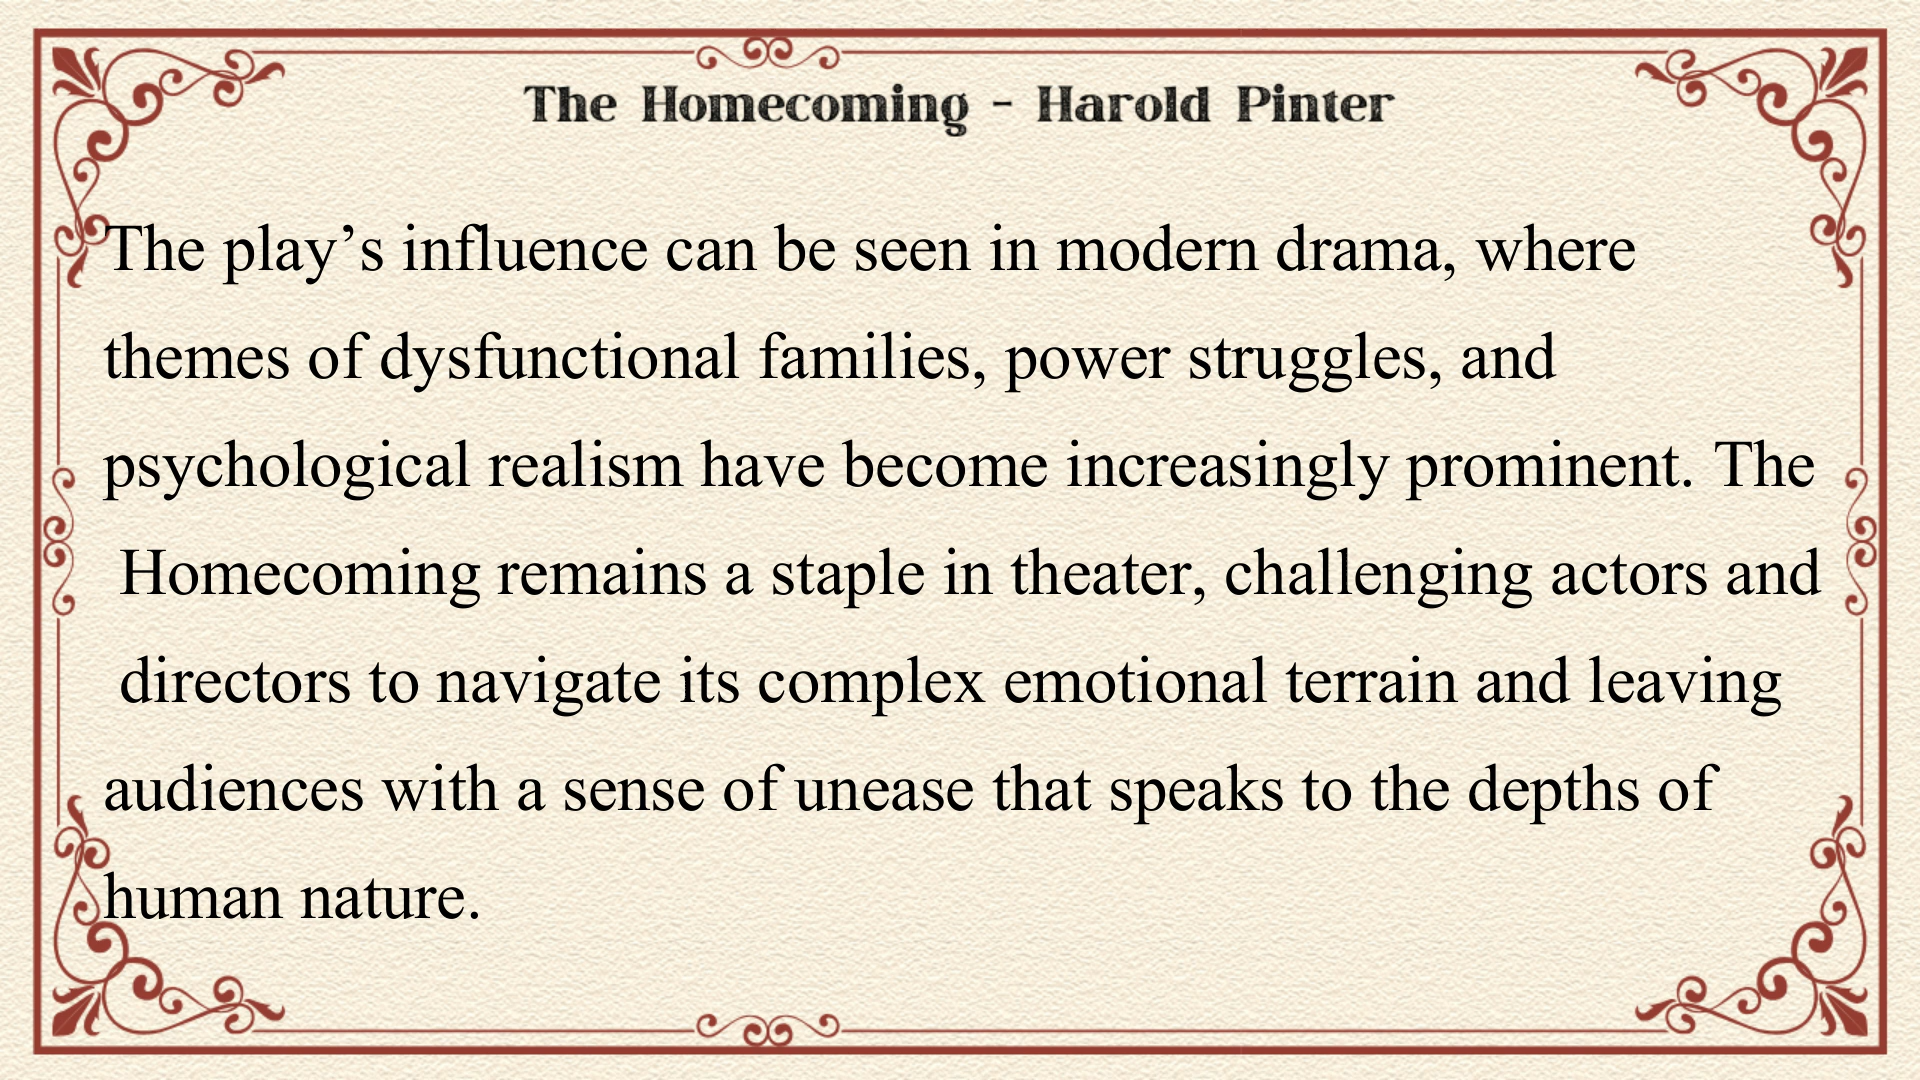 The Homecoming - Harold Pinter
The play’s influence can be seen in modern drama, where
themes of dysfunctional families, power struggles, and
psychological realism have become increasingly prominent. The
Homecoming remains a staple in theater, challenging actors and
directors to navigate its complex emotional terrain and leaving
audiences with a sense of unease that speaks to the depths of
human nature.